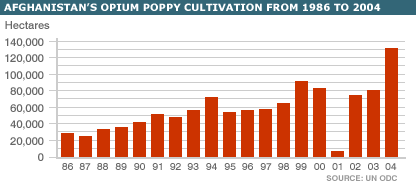 AFGHANISTAN'S OPIUM POPPY CULTIVATION FROM 1986 TO 2004
Hectares
140,000
120,000
100,000
80,000
60,000
40,000
20,000
0
86 87 88 89 90 91 92 93 94 95 96 97 98 99 00 01 02 03 04
SOURCE: UN ODC